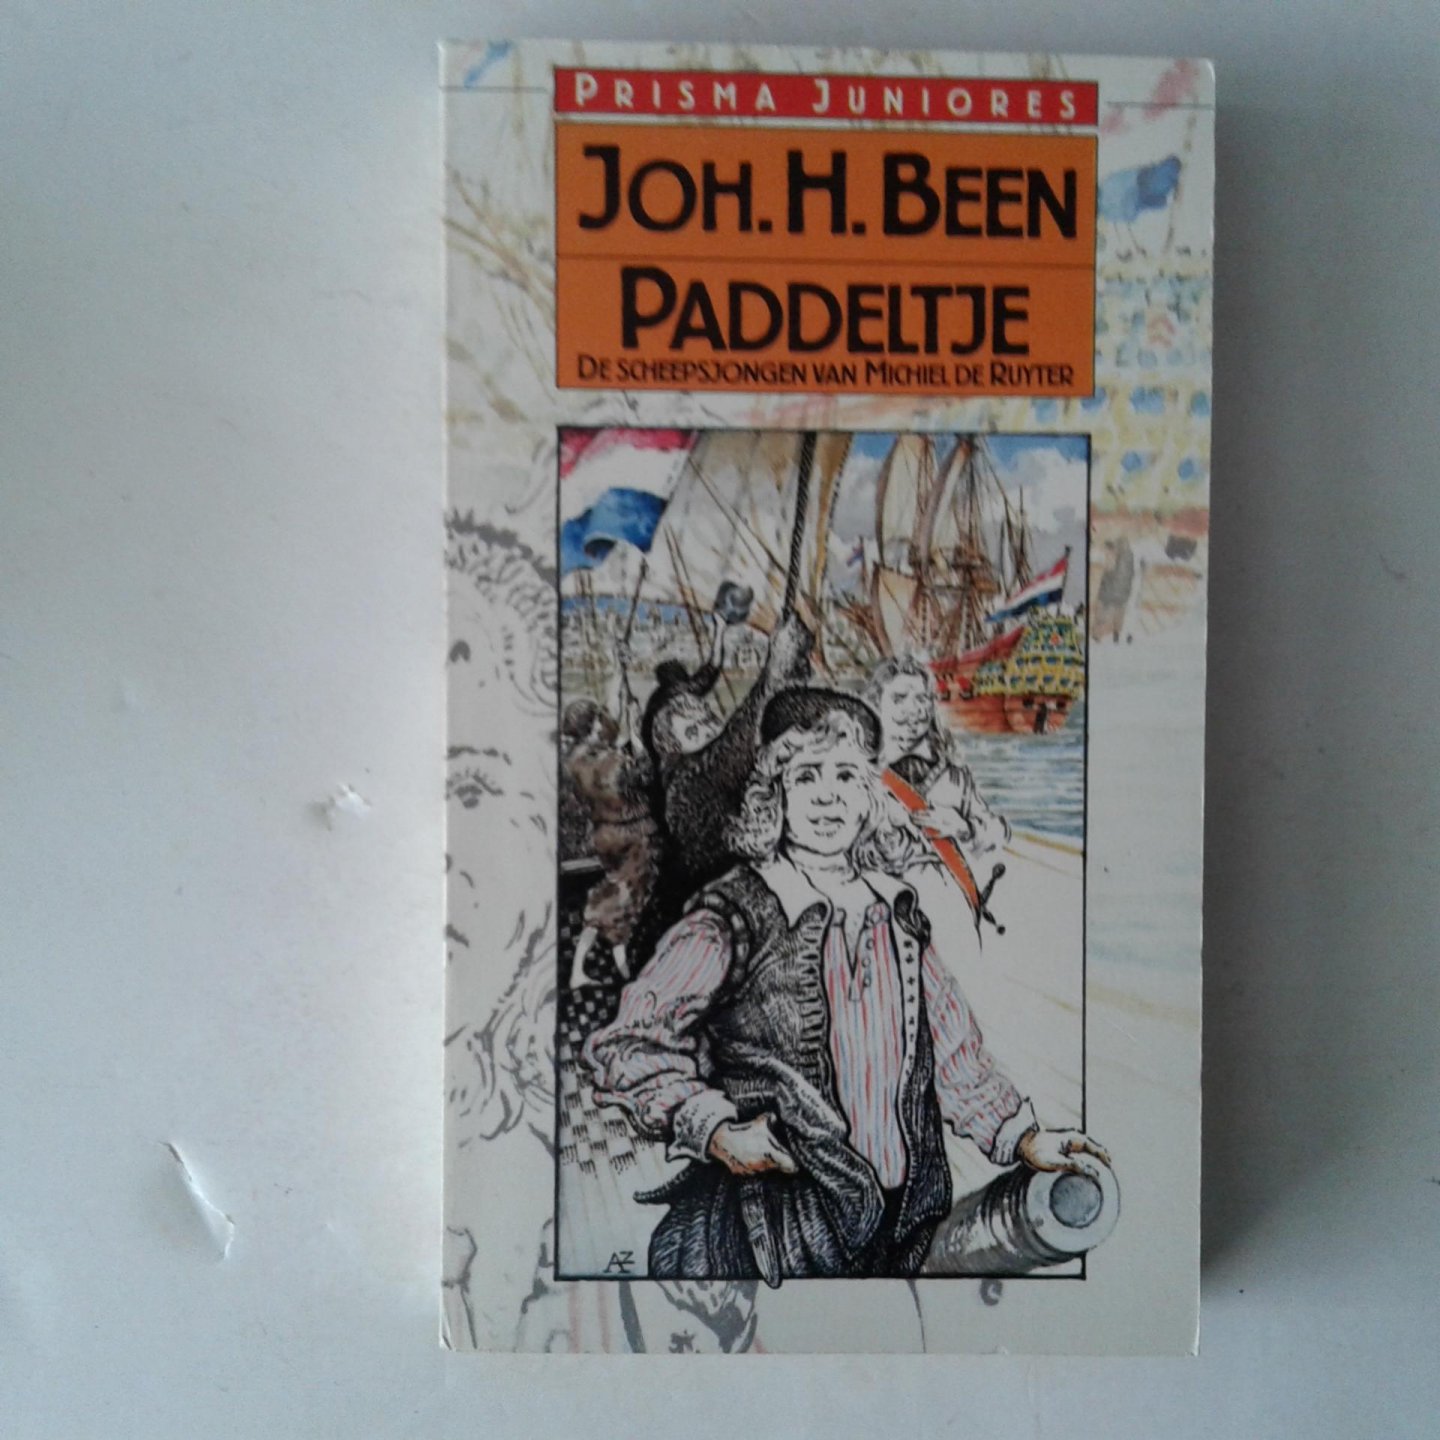 PRISMA JUNIORES
JOH. H. BEEN
PADDELTJE
DE SCHEEPSJONGEN VAN MICHIEL DE RUYTER
AZ